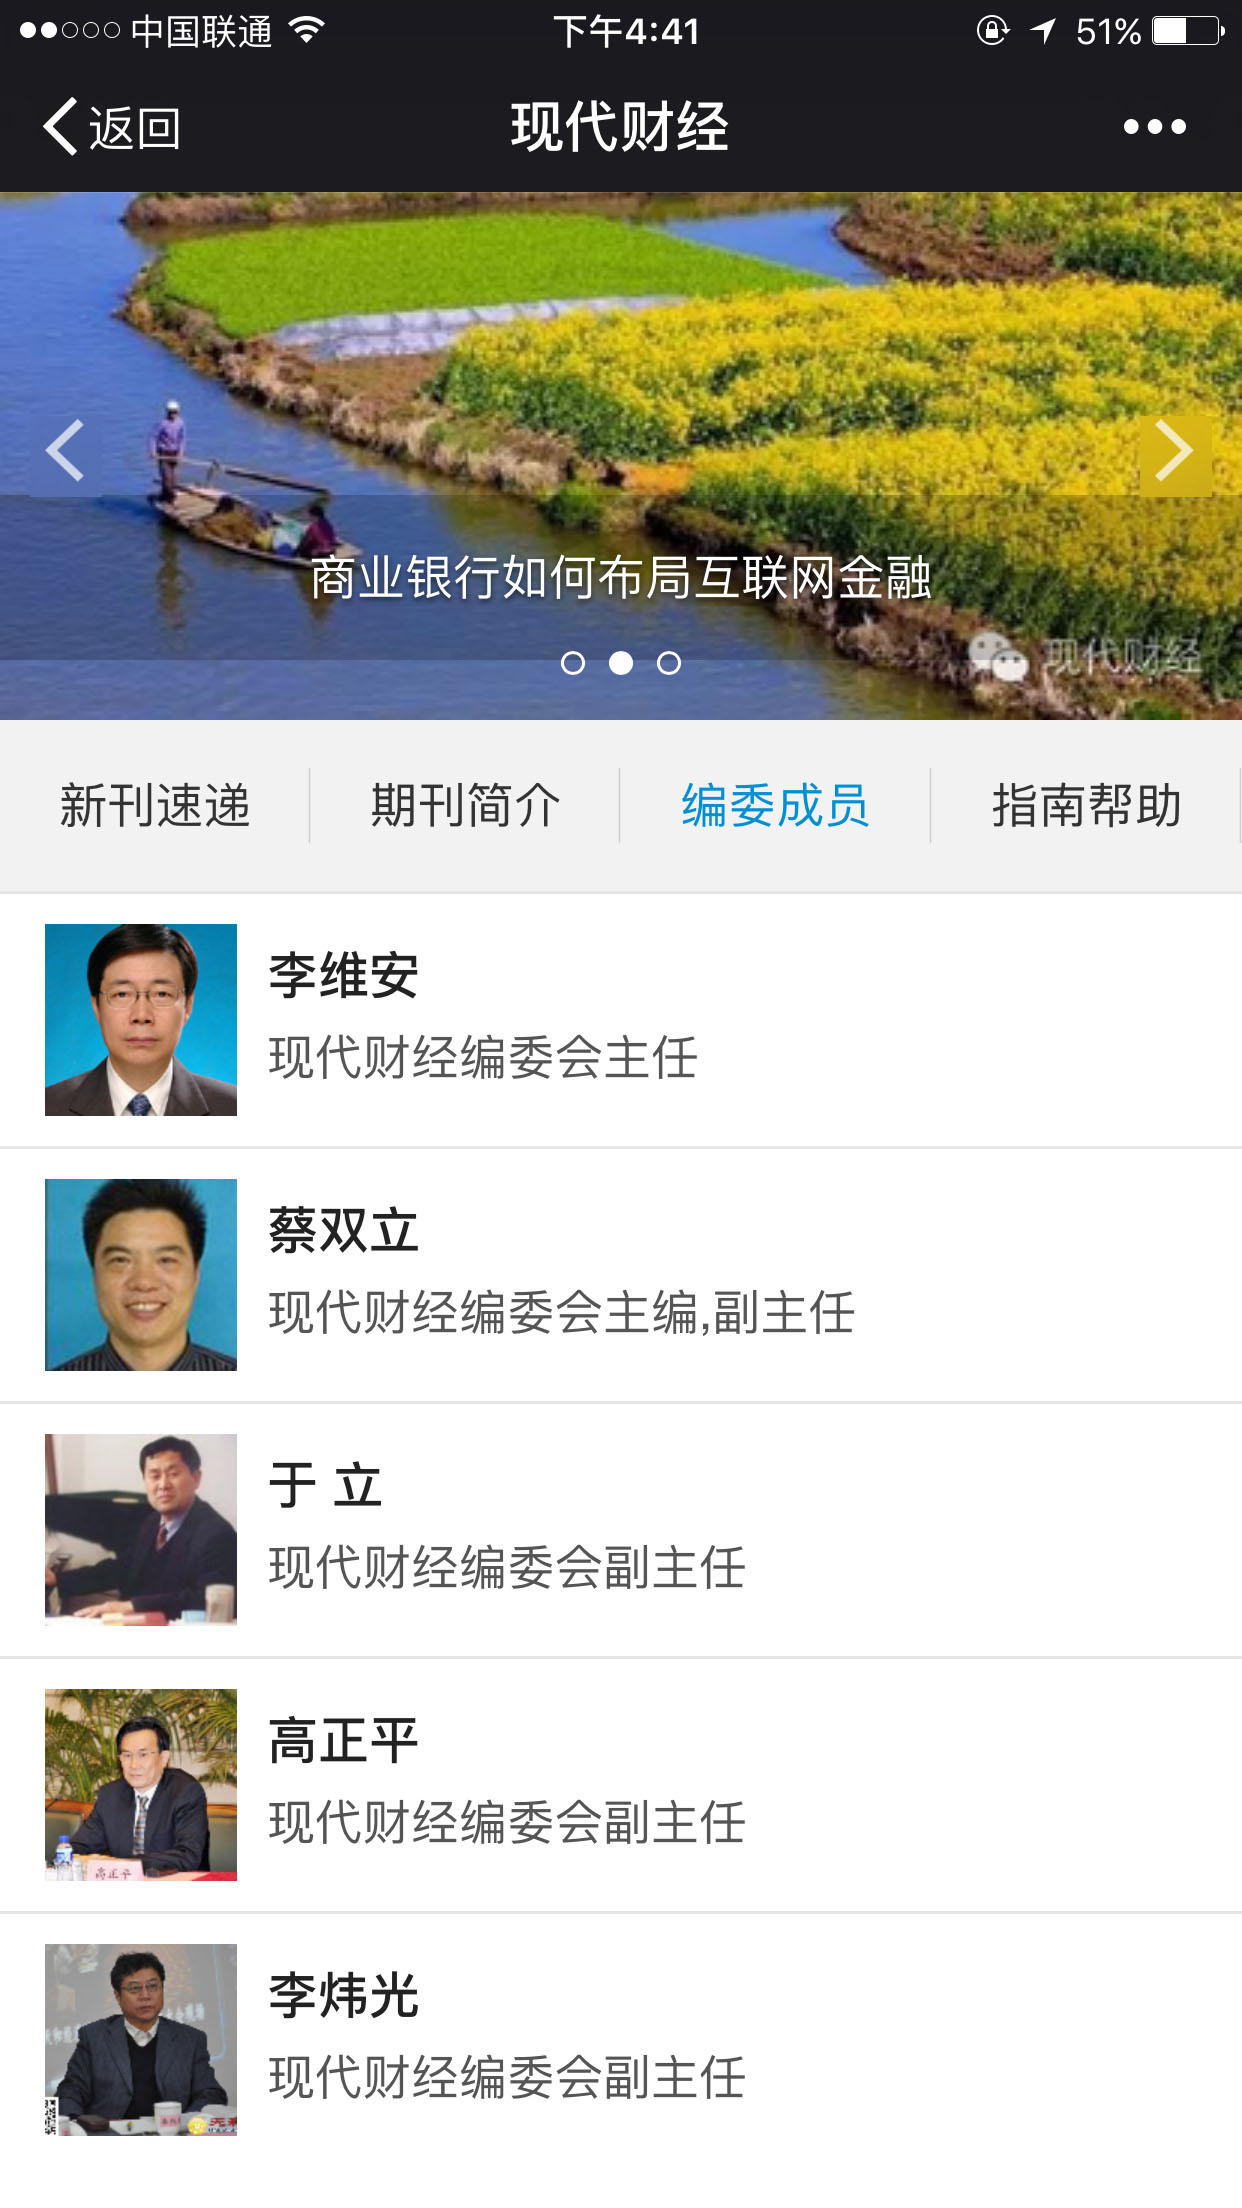 中国联通 下午4:41 51%
返回 现代财经
商业银行如何布局互联网金融
现代财经
新刊速递 期刊简介 编委成员 指南帮助
李维安
现代财经编委会主任
蔡双立
现代财经编委会主编,副主任
于 立
现代财经编委会副主任
高正平
现代财经编委会副主任
高正平
李炜光
现代财经编委会副主任